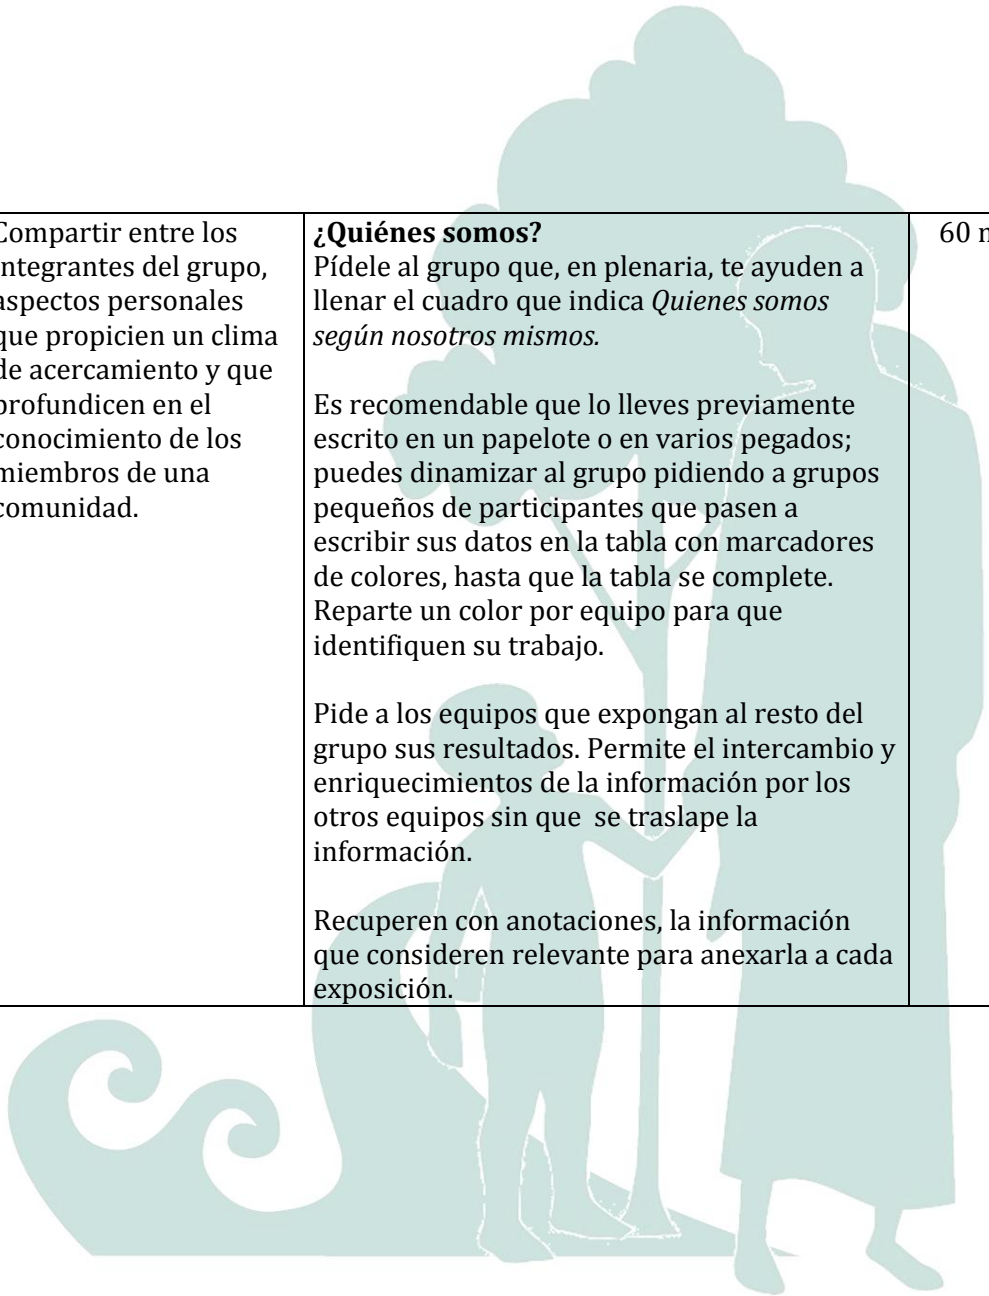 Compartir entre los
integrantes del grupo,
aspectos personales
que propicien un clima
de acercamiento y que
profundicen en el
conocimiento de los
miembros de una
comunidad.
¿Quiénes somos?
Pídele al grupo que, en plenaria, te ayuden a
llenar el cuadro que indica Quienes somos
según nosotros mismos.
Es recomendable que lo lleves previamente
escrito en un papelote o en varios pegados;
puedes dinamizar al grupo pidiendo a grupos
pequeños de participantes que pasen a
escribir sus datos en la tabla con marcadores
de colores, hasta que la tabla se complete.
Reparte un color por equipo para que
identifiquen su trabajo.
Pide a los equipos que expongan al resto del
grupo sus resultados. Permite el intercambio y
enriquecimientos de la información por los
otros equipos sin que  se traslape la
información.
Recuperen con anotaciones, la información
que consideren relevante para anexarla a cada
exposición.
60